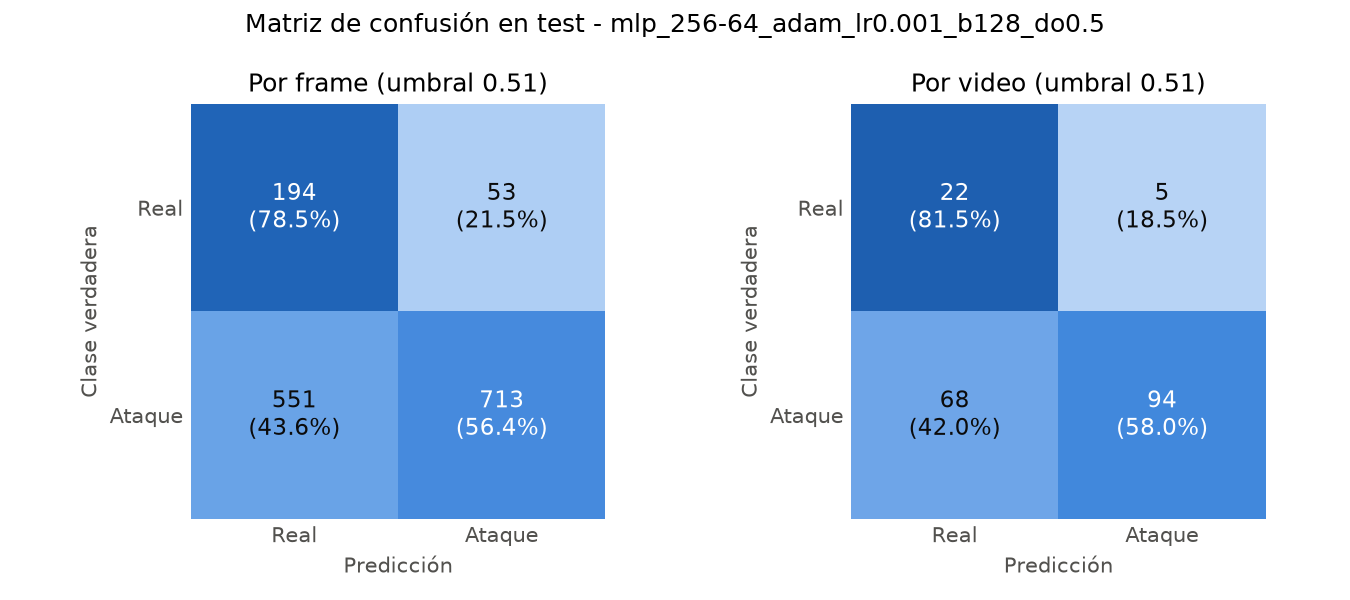 Matriz de confusión en test - mlp_256-64_adam_lr0.001_b128_do0.5
Por frame (umbral 0.51)
Clase verdadera
Real
194
(78.5%)
53
(21.5%)
Ataque
551
(43.6%)
713
(56.4%)
Real
Ataque
Predicción
Por video (umbral 0.51)
Clase verdadera
Real
22
(81.5%)
5
(18.5%)
Ataque
68
(42.0%)
94
(58.0%)
Real
Ataque
Predicción